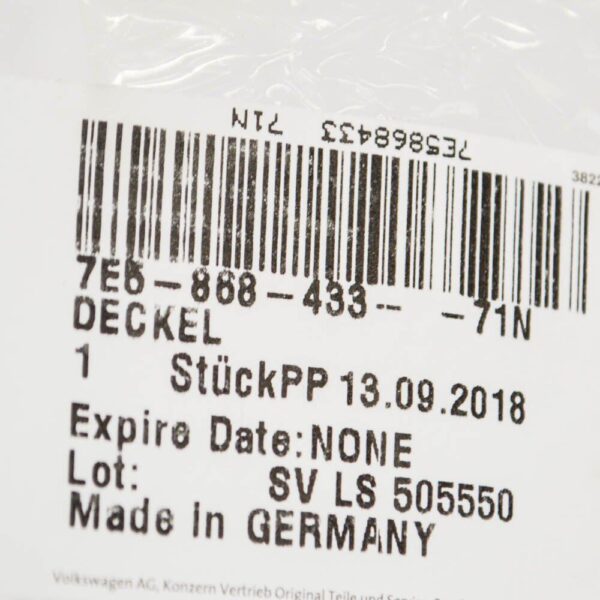 7E5868433 71N
3822
7E5-868-433- -71N
DECKEL
1 StückPP 13.09.2018
Expire Date:NONE
Lot: SV LS 505550
Made in GERMANY
Volkswagen AG, Konzern Vertrieb Original Teile und